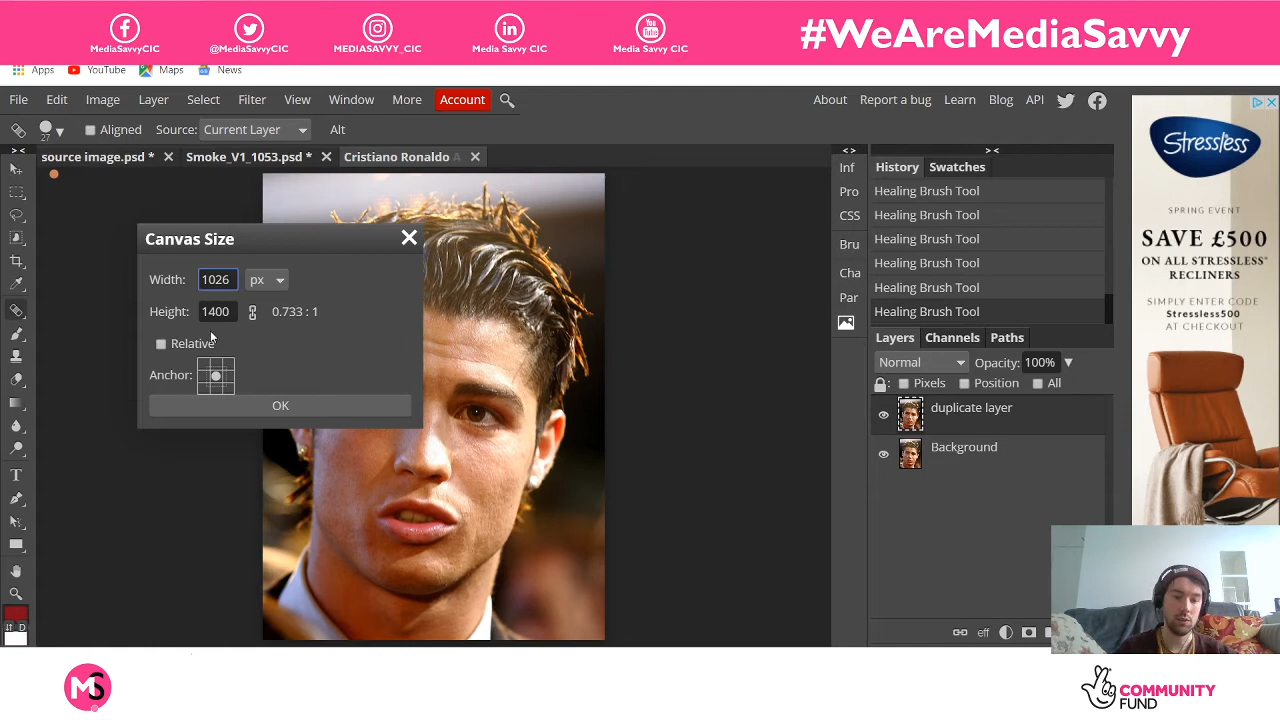 MediaSavvyCIC
@MediaSavvyCIC
MEDIASAVVY_CIC
Media Savvy CIC
Media Savvy CIC
#WeAreMediaSavvy
Apps
YouTube
Maps
News
File
Edit
Image
Layer
Select
Filter
View
Window
More
Account
About
Report a bug
Learn
Blog
API
27
Aligned
Source:
Current Layer
Alt
source image.psd *
Smoke_V1_1053.psd *
Cristiano Ronaldo A
Canvas Size
Width: 1026 px
Height: 1400 0.733 : 1
Relative
Anchor:
OK
Inf
Pro
CSS
Bru
Cha
Par
History
Swatches
Healing Brush Tool
Healing Brush Tool
Healing Brush Tool
Healing Brush Tool
Healing Brush Tool
Healing Brush Tool
Layers
Channels
Paths
Normal
Opacity: 100%
Pixels
Position
All
duplicate layer
Background
eff
D
Stressless
SPRING EVENT
SAVE £500
ON ALL STRESSLESS®
RECLINERS
SIMPLY ENTER CODE
Stressless500
AT CHECKOUT
MS
COMMUNITY
FUND